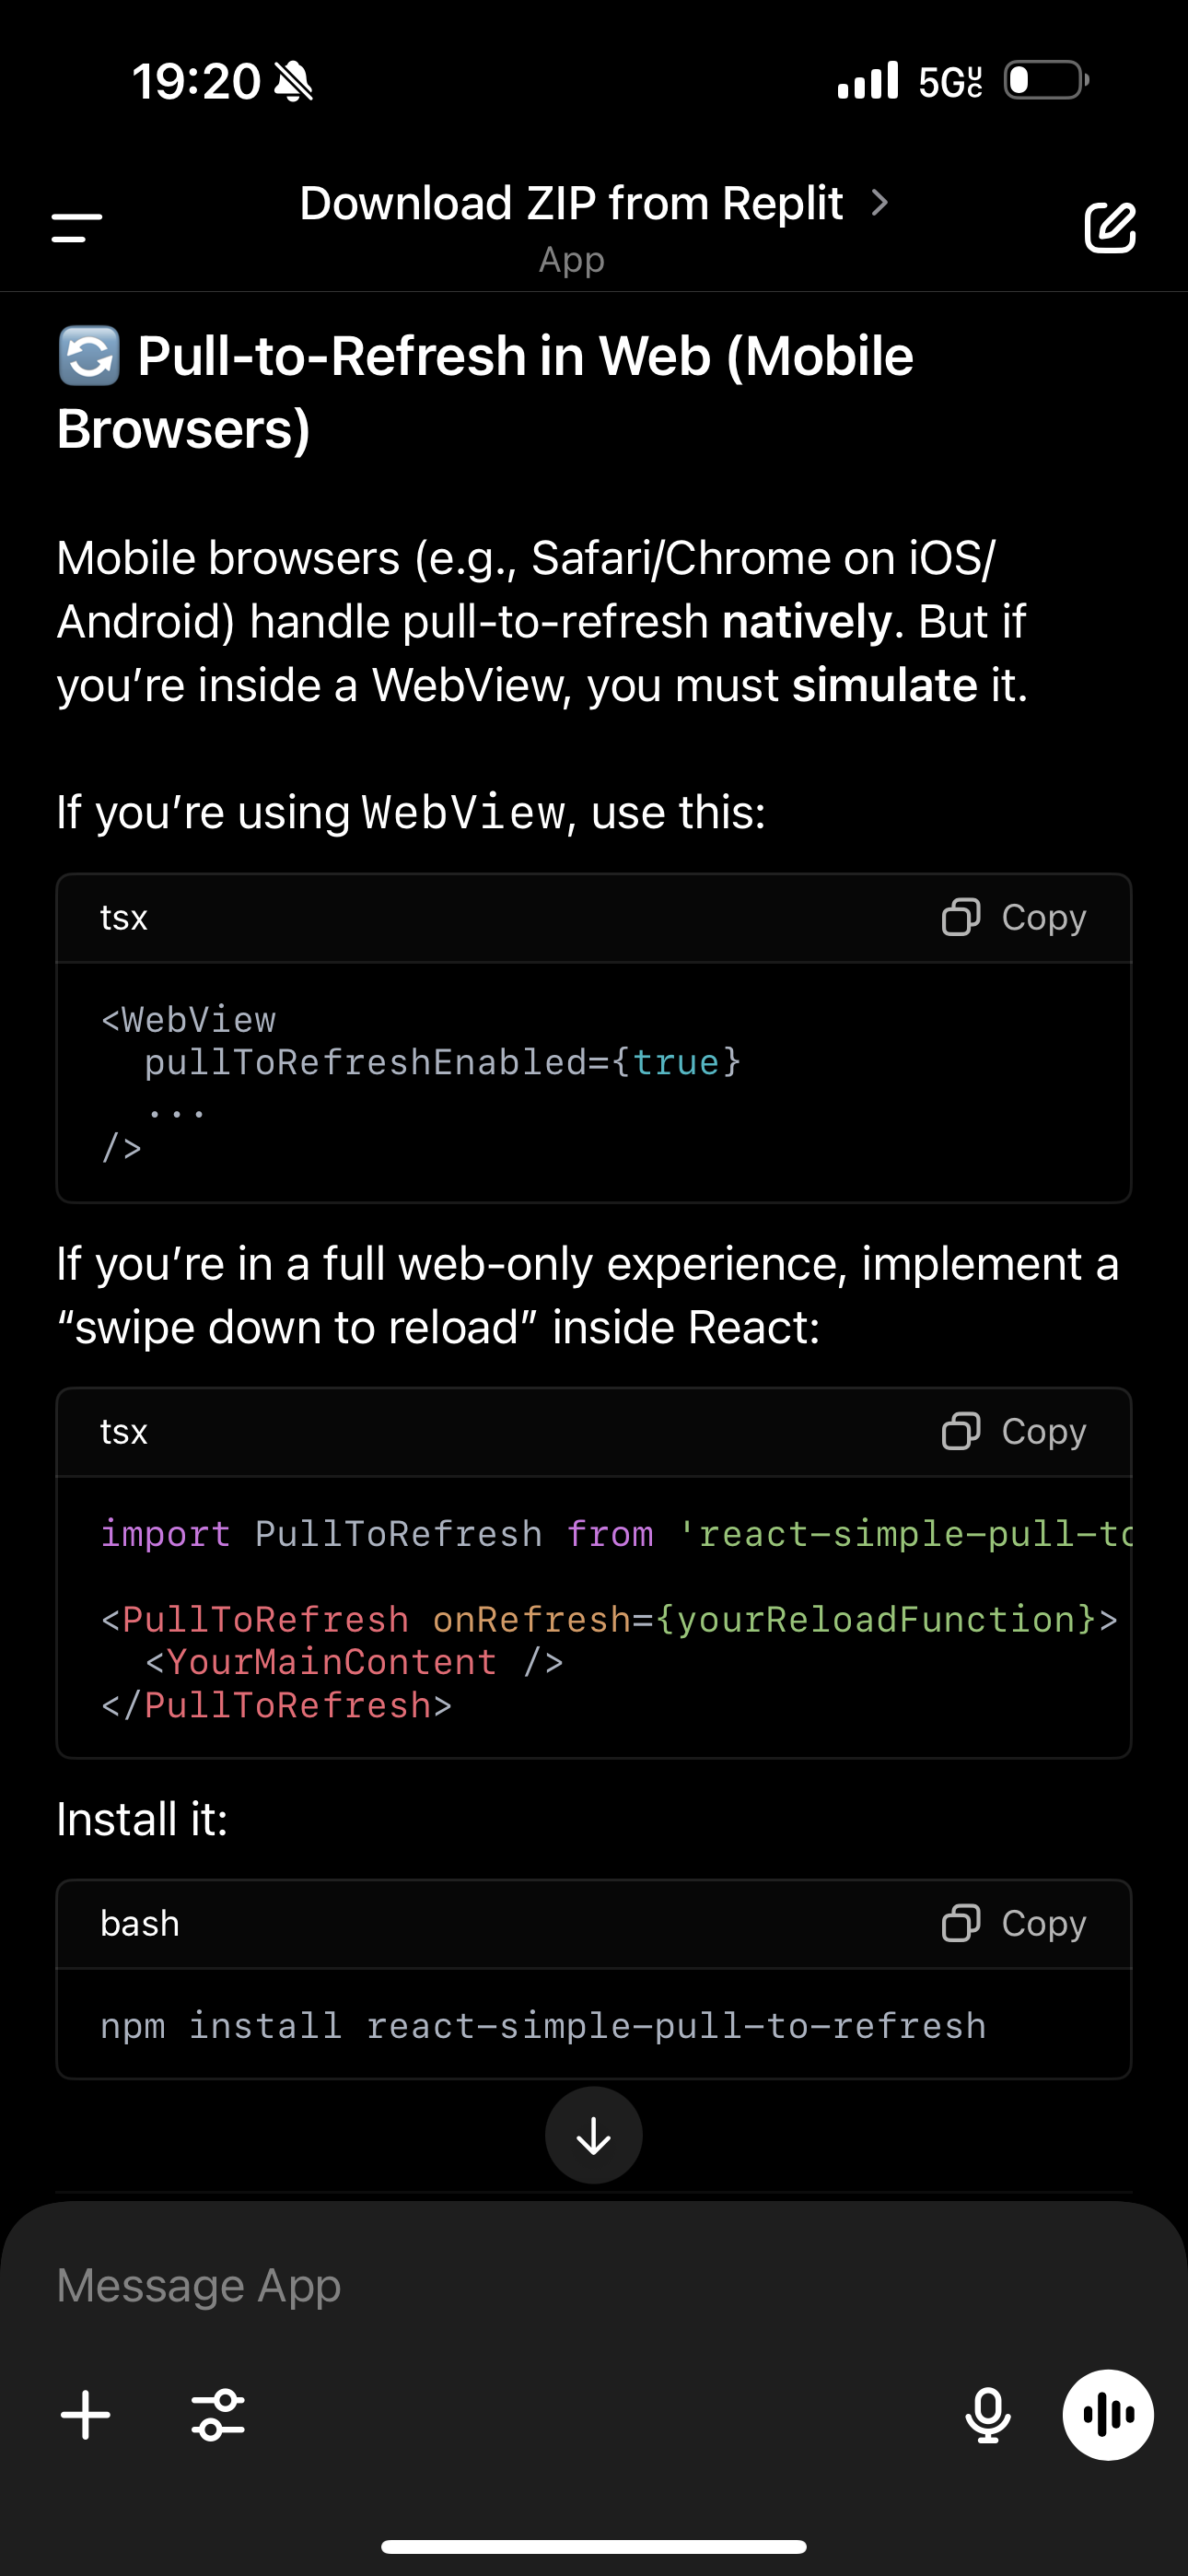 19:20
5G UC
Download ZIP from Replit
App
Pull-to-Refresh in Web (Mobile
Browsers)
Mobile browsers (e.g., Safari/Chrome on iOS/
Android) handle pull-to-refresh natively. But if
you’re inside a WebView, you must simulate it.
If you’re using WebView, use this:
tsx
Copy
<WebView
  pullToRefreshEnabled={true}
  ...
/>
If you’re in a full web-only experience, implement a
“swipe down to reload” inside React:
tsx
Copy
import PullToRefresh from 'react-simple-pull-to
<PullToRefresh onRefresh={yourReloadFunction}>
  <YourMainContent />
</PullToRefresh>
Install it:
bash
Copy
npm install react-simple-pull-to-refresh
Message App